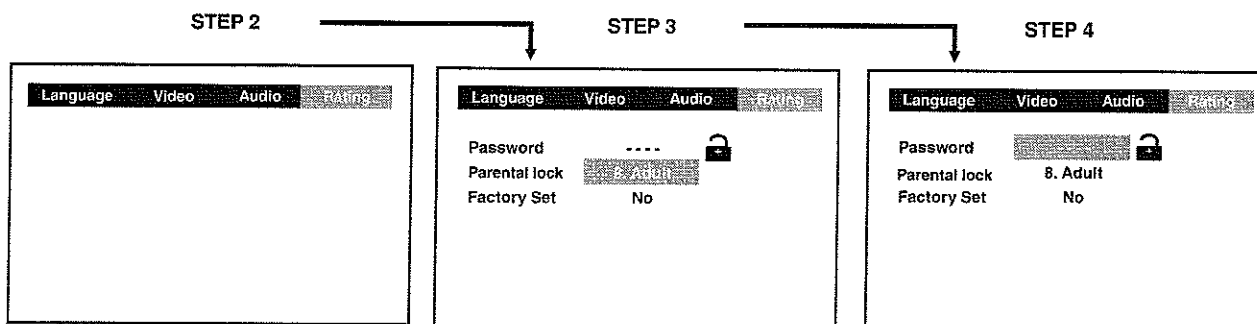 STEP 2
STEP 3
STEP 4
Language Video Audio Rating
Language Video Audio Rating
Password - - - -
Parental lock 8. Adult
Factory Set No
Language Video Audio Rating
Password
Parental lock 8. Adult
Factory Set No